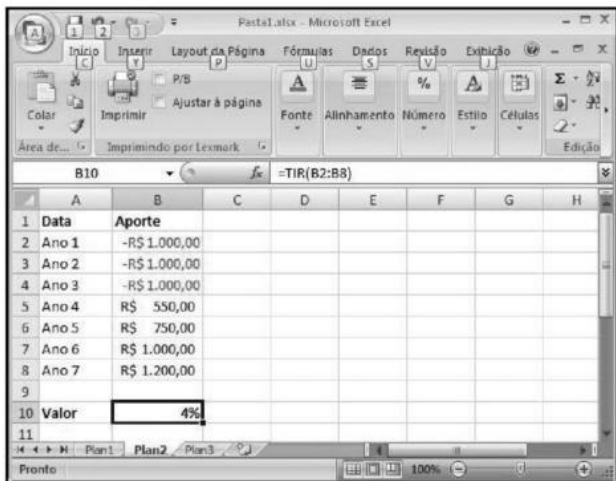 1 2 3
Pasta1.xlsx - Microsoft Excel
Início Inserir Layout da Página Fórmulas Dados Revisão Exibição
C Y P U S V J
Colar
Área de...
P/B
Ajustar à página
Imprimir
Imprimindo por Lexmark
Fonte Alinhamento Número Estilo Células
Edição
B10 fx =TIR(B2:B8)
A B C D E F G H
1 Data Aporte
2 Ano 1 -R$ 1.000,00
3 Ano 2 -R$ 1.000,00
4 Ano 3 -R$ 1.000,00
5 Ano 4 R$ 550,00
6 Ano 5 R$ 750,00
7 Ano 6 R$ 1.000,00
8 Ano 7 R$ 1.200,00
9
10 Valor 4%
11
Plan1 Plan2 Plan3
Pronto 100%